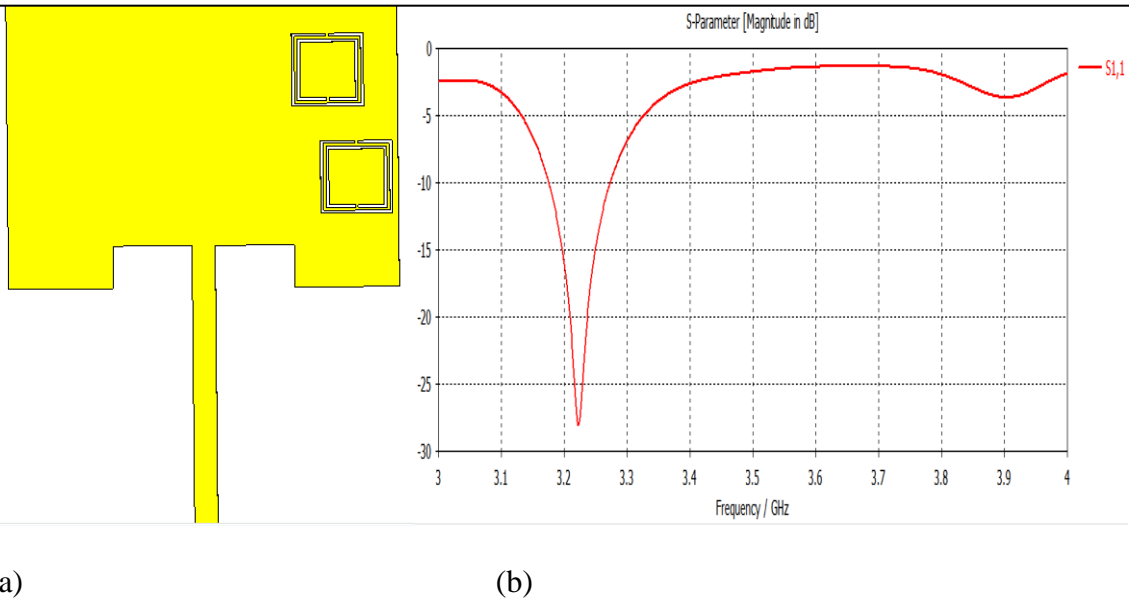 S-Parameter [Magnitude in dB]
0
-5
-10
-15
-20
-25
-30
S1,1
3 3.1 3.2 3.3 3.4 3.5 3.6 3.7 3.8 3.9 4
Frequency / GHz
a) (b)